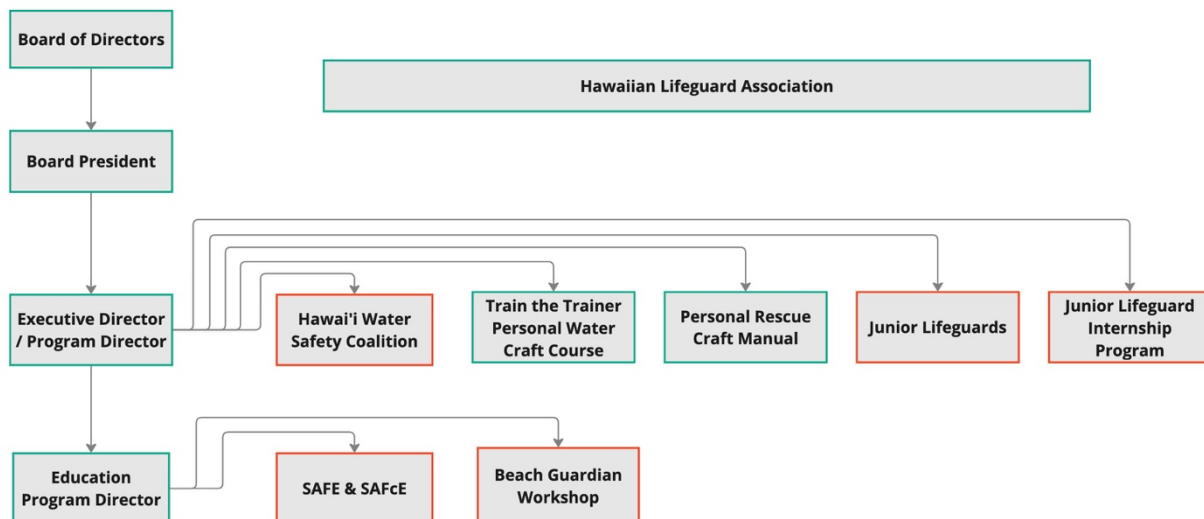 Board of Directors
Hawaiian Lifeguard Association
Board President
Executive Director
/ Program Director
Hawai'i Water
Safety Coalition
Train the Trainer
Personal Water
Craft Course
Personal Rescue
Craft Manual
Junior Lifeguards
Junior Lifeguard
Internship
Program
Education
Program Director
SAFE & SAFcE
Beach Guardian
Workshop